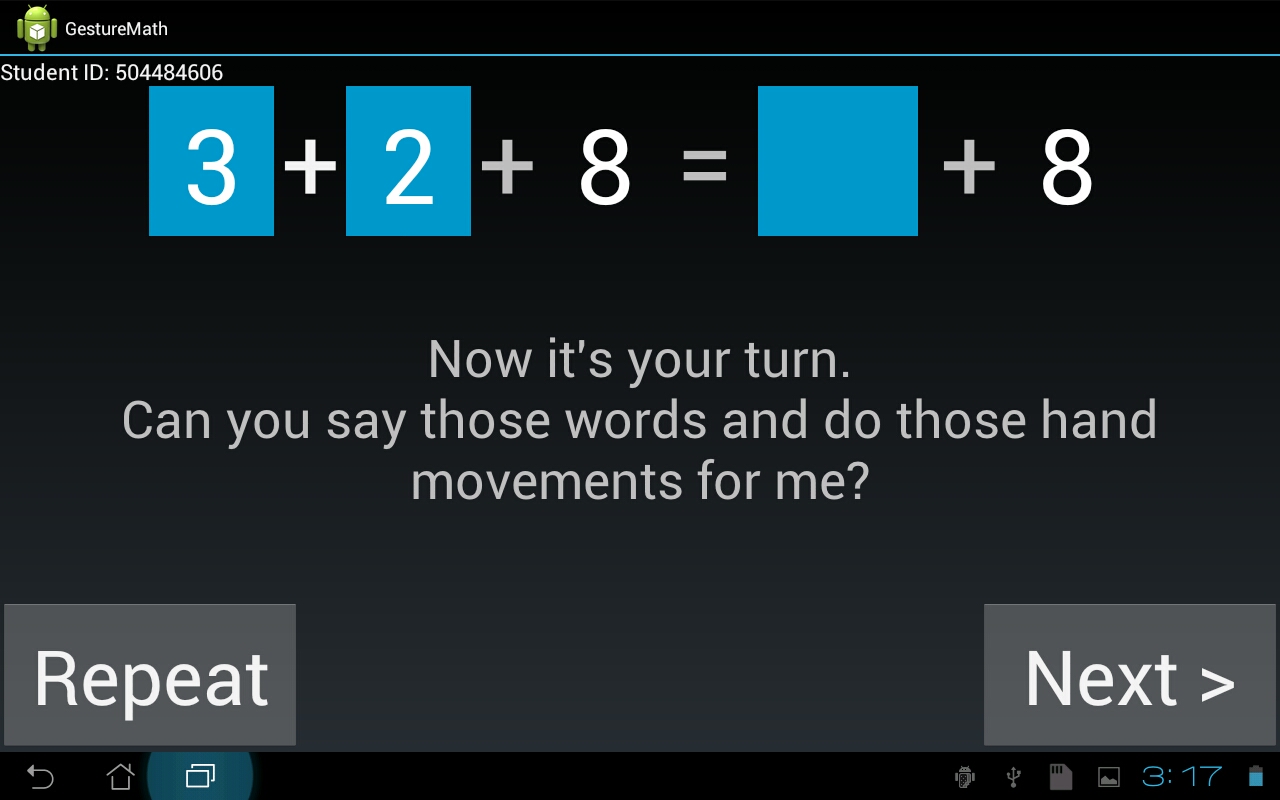 GestureMath
Student ID: 504484606
3 + 2 + 8 = + 8
Now it's your turn.
Can you say those words and do those hand
movements for me?
Repeat
Next >
3:17